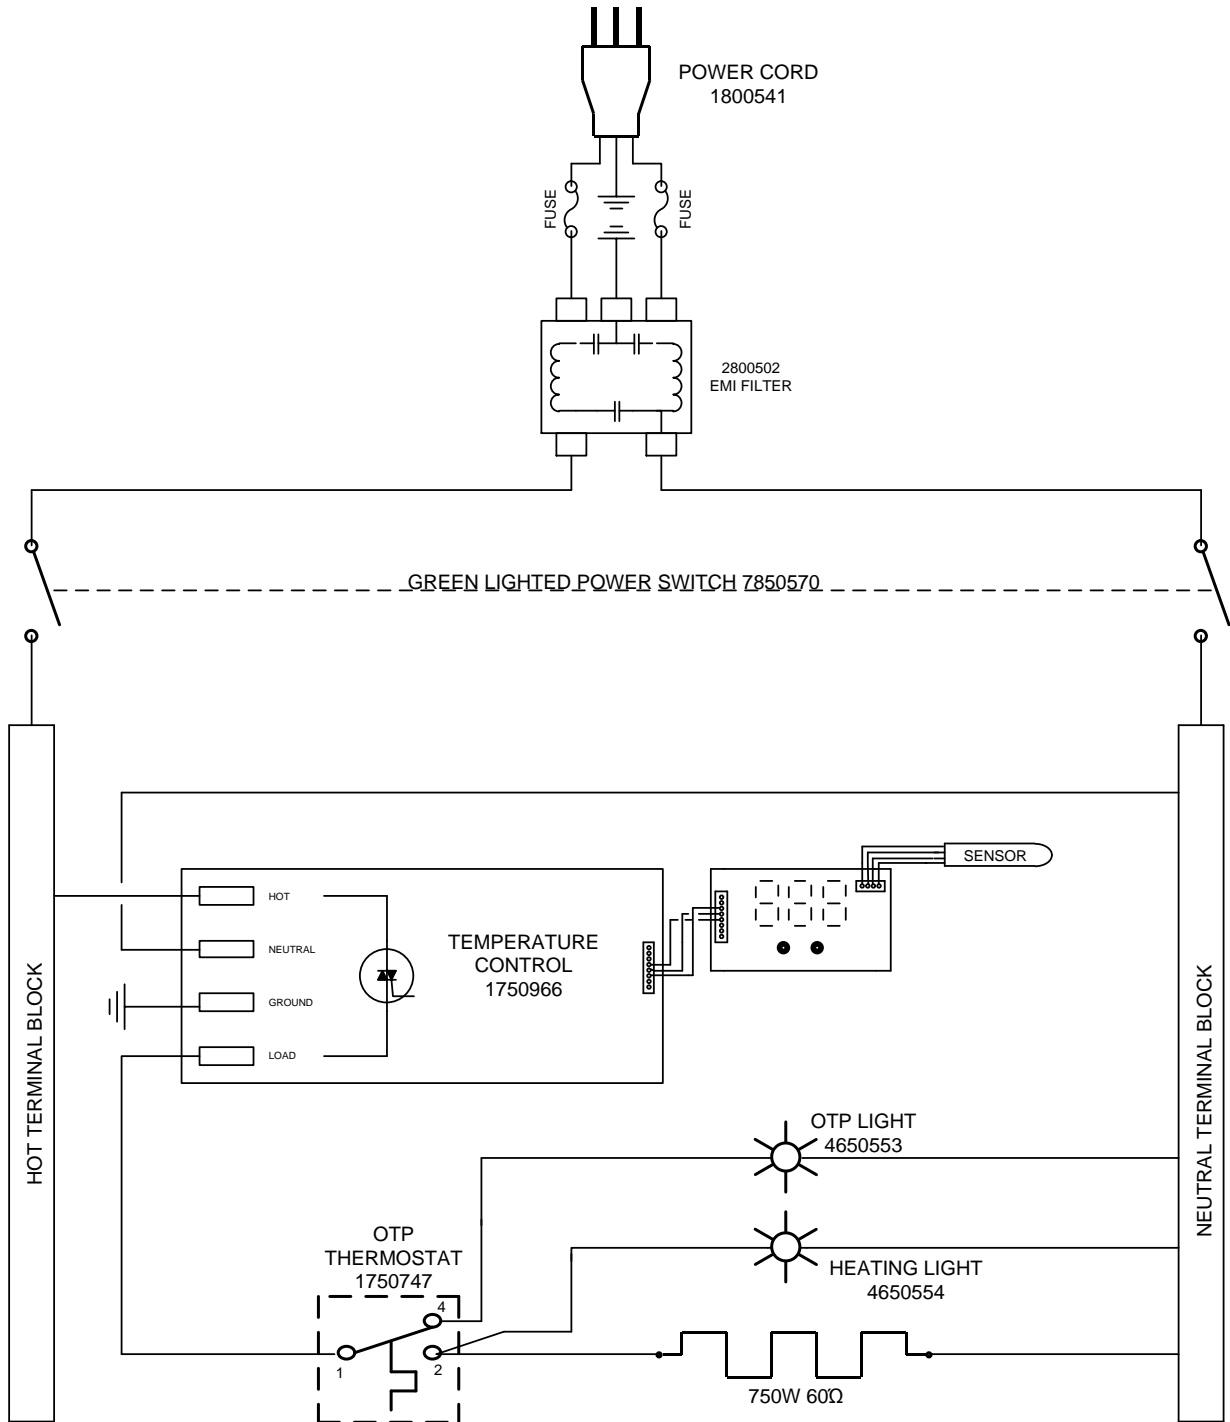 POWER CORD
1800541
FUSE
FUSE
2800502
EMI FILTER
GREEN LIGHTED POWER SWITCH 7850570
HOT TERMINAL BLOCK
HOT
NEUTRAL
GROUND
LOAD
TEMPERATURE
CONTROL
1750966
SENSOR
NEUTRAL TERMINAL BLOCK
OTP LIGHT
4650553
OTP
THERMOSTAT
1750747
HEATING LIGHT
4650554
4
1
2
750W 60Ω